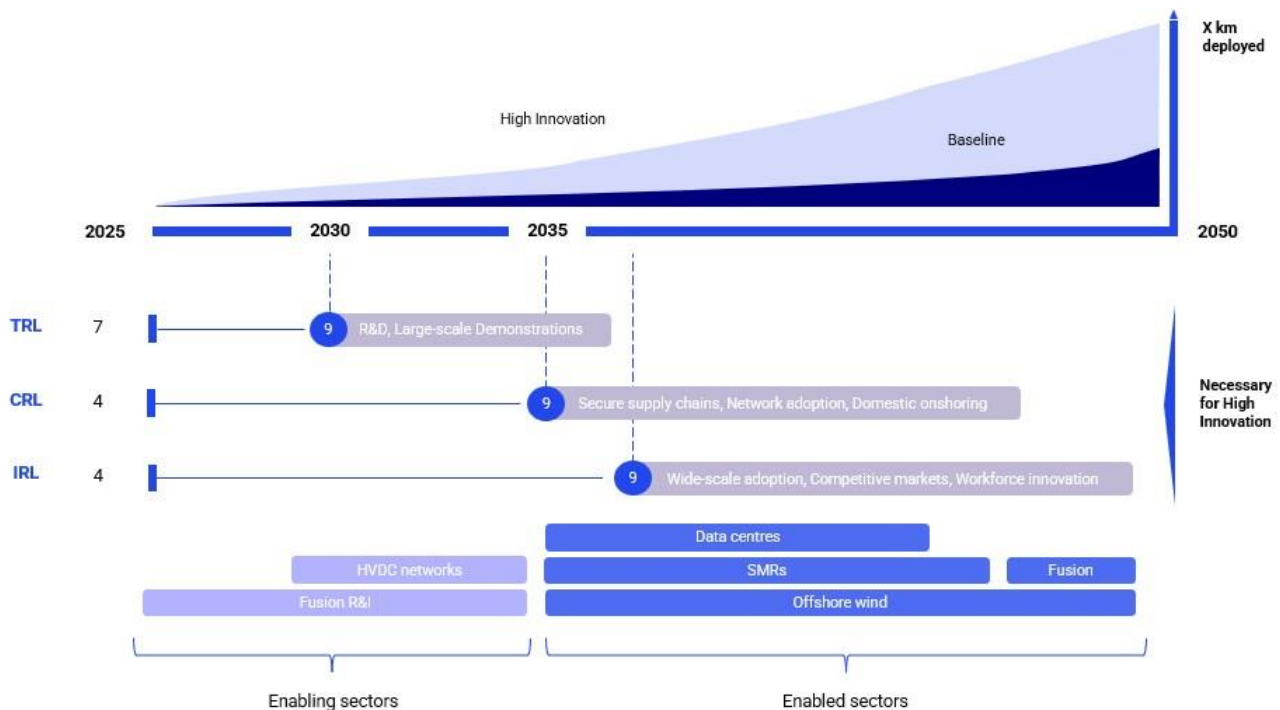 X km
deployed
High Innovation
Baseline
2025
2030
2035
2050
TRL
7
9
R&D, Large-scale Demonstrations
CRL
4
9
Secure supply chains, Network adoption, Domestic onshoring
Necessary
for High
Innovation
IRL
4
9
Wide-scale adoption, Competitive markets, Workforce innovation
Data centres
HVDC networks
SMRs
Fusion
Fusion R&I
Offshore wind
Enabling sectors
Enabled sectors